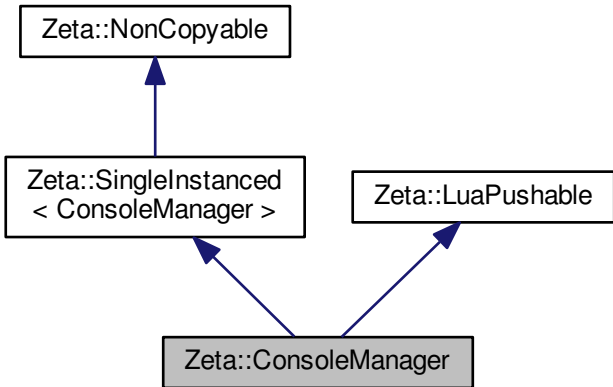 Zeta::NonCopyable
Zeta::SingleInstanced
< ConsoleManager >
Zeta::LuaPushable
Zeta::ConsoleManager